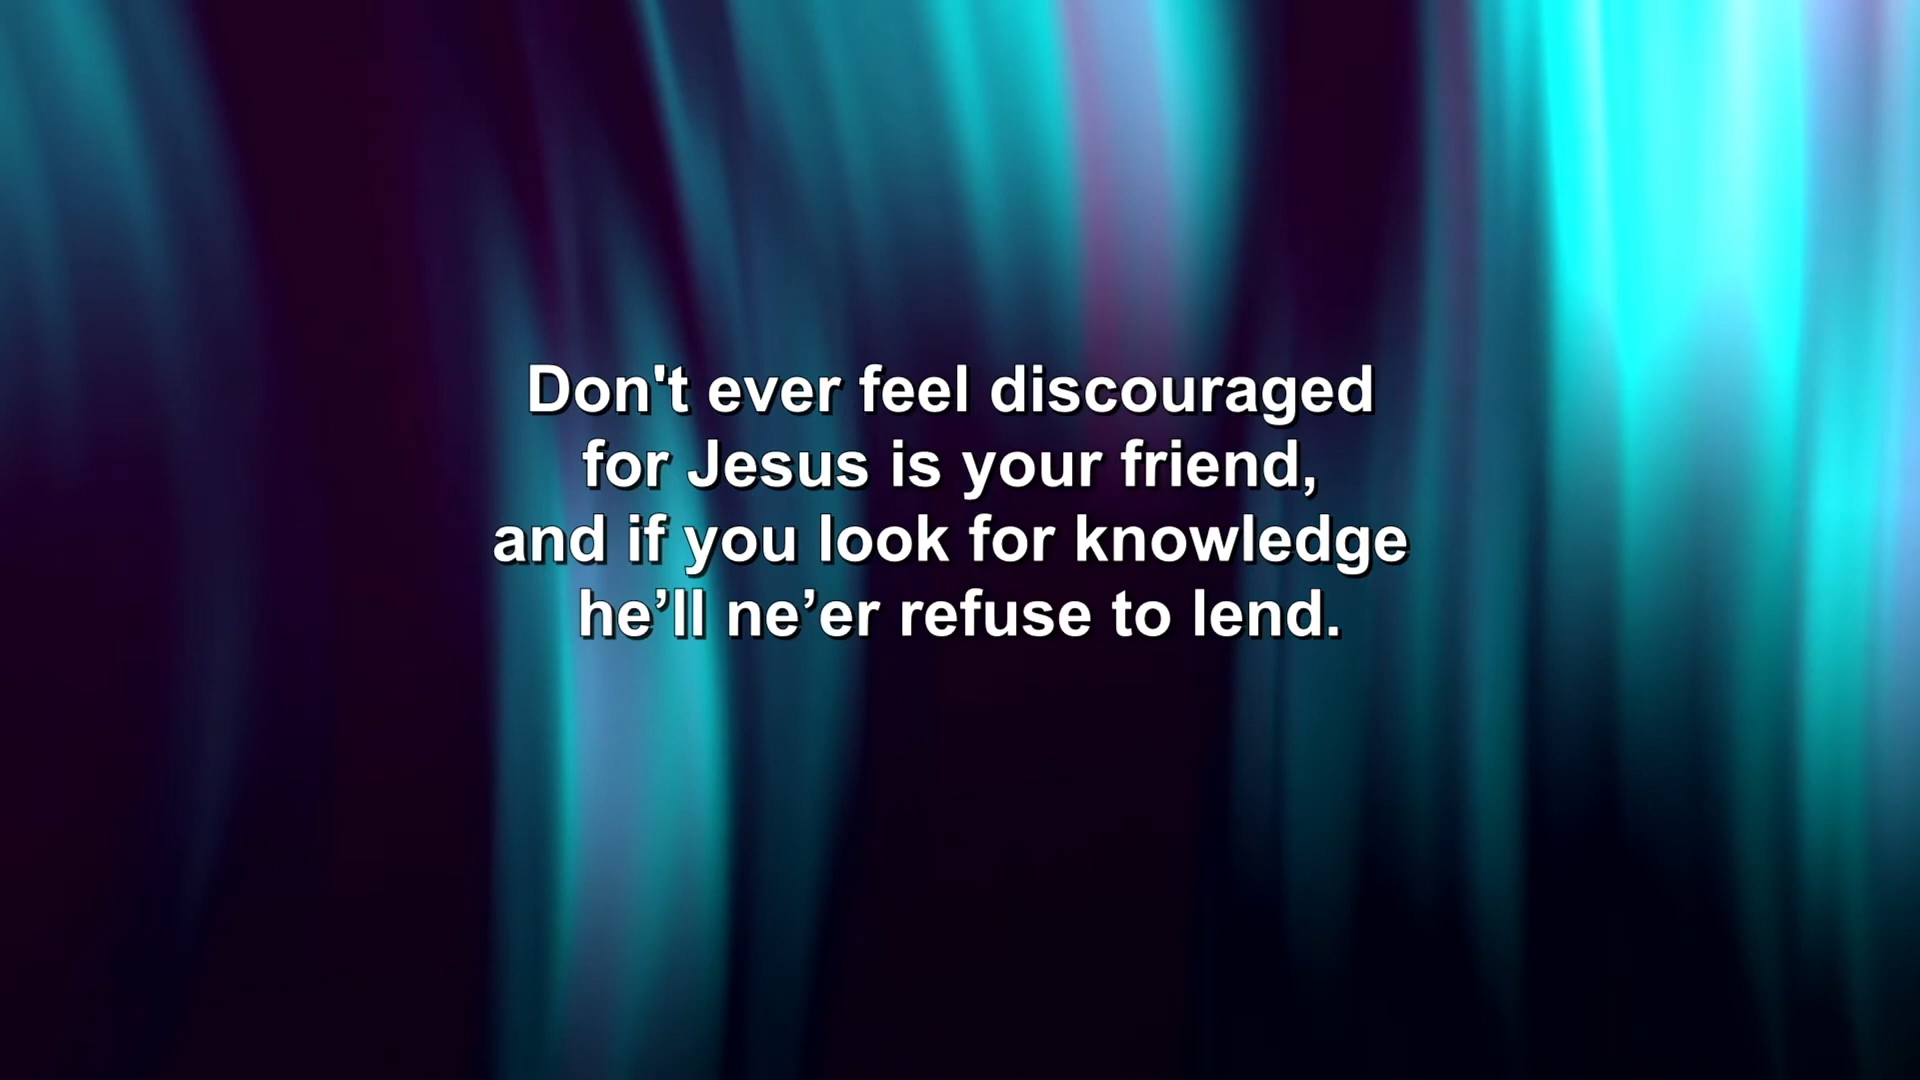 Don't ever feel discouraged
for Jesus is your friend,
and if you look for knowledge
he’ll ne’er refuse to lend.